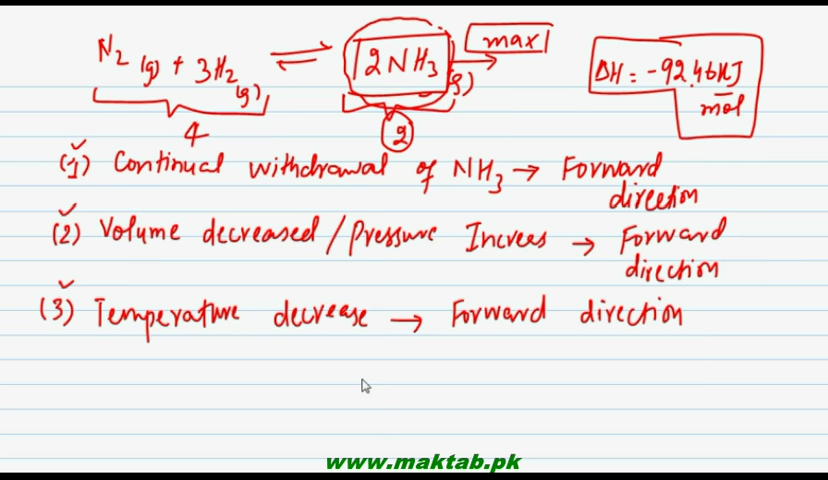 N2 (g) + 3H2 (g) ⇌ 2NH3 (g) → max
ΔH = -92.46 KJ
mol
4
2
(1) Continual withdrawal of NH3 → Forward
direction
(2) Volume decreased / Pressure Increes → Forward
direction
(3) Temperature decrease → Forward direction
www.maktab.pk